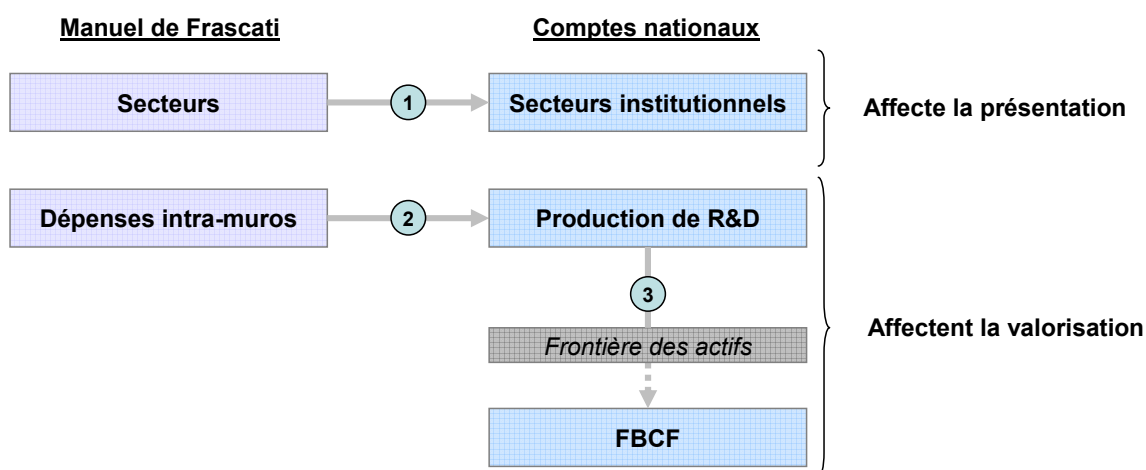 Manuel de Frascati
Comptes nationaux
Secteurs
1
Secteurs institutionnels
Affecte la présentation
Dépenses intra-muros
2
Production de R&D
3
Affectent la valorisation
Frontière des actifs
FBCF